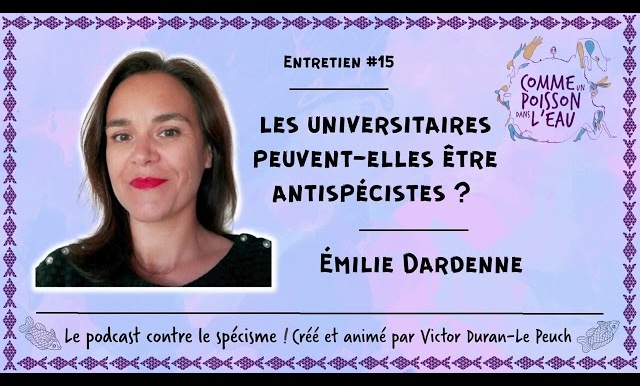 ENTRETIEN #15
COMME UN
POISSON
DANS L'EAU
LES UNIVERSITAIRES
PEUVENT-ELLES ÊTRE
ANTISPÉCISTES ?
ÉMILIE DARDENNE
Le podcast contre le spécisme ! Créé et animé par Victor Duran-Le Peuch